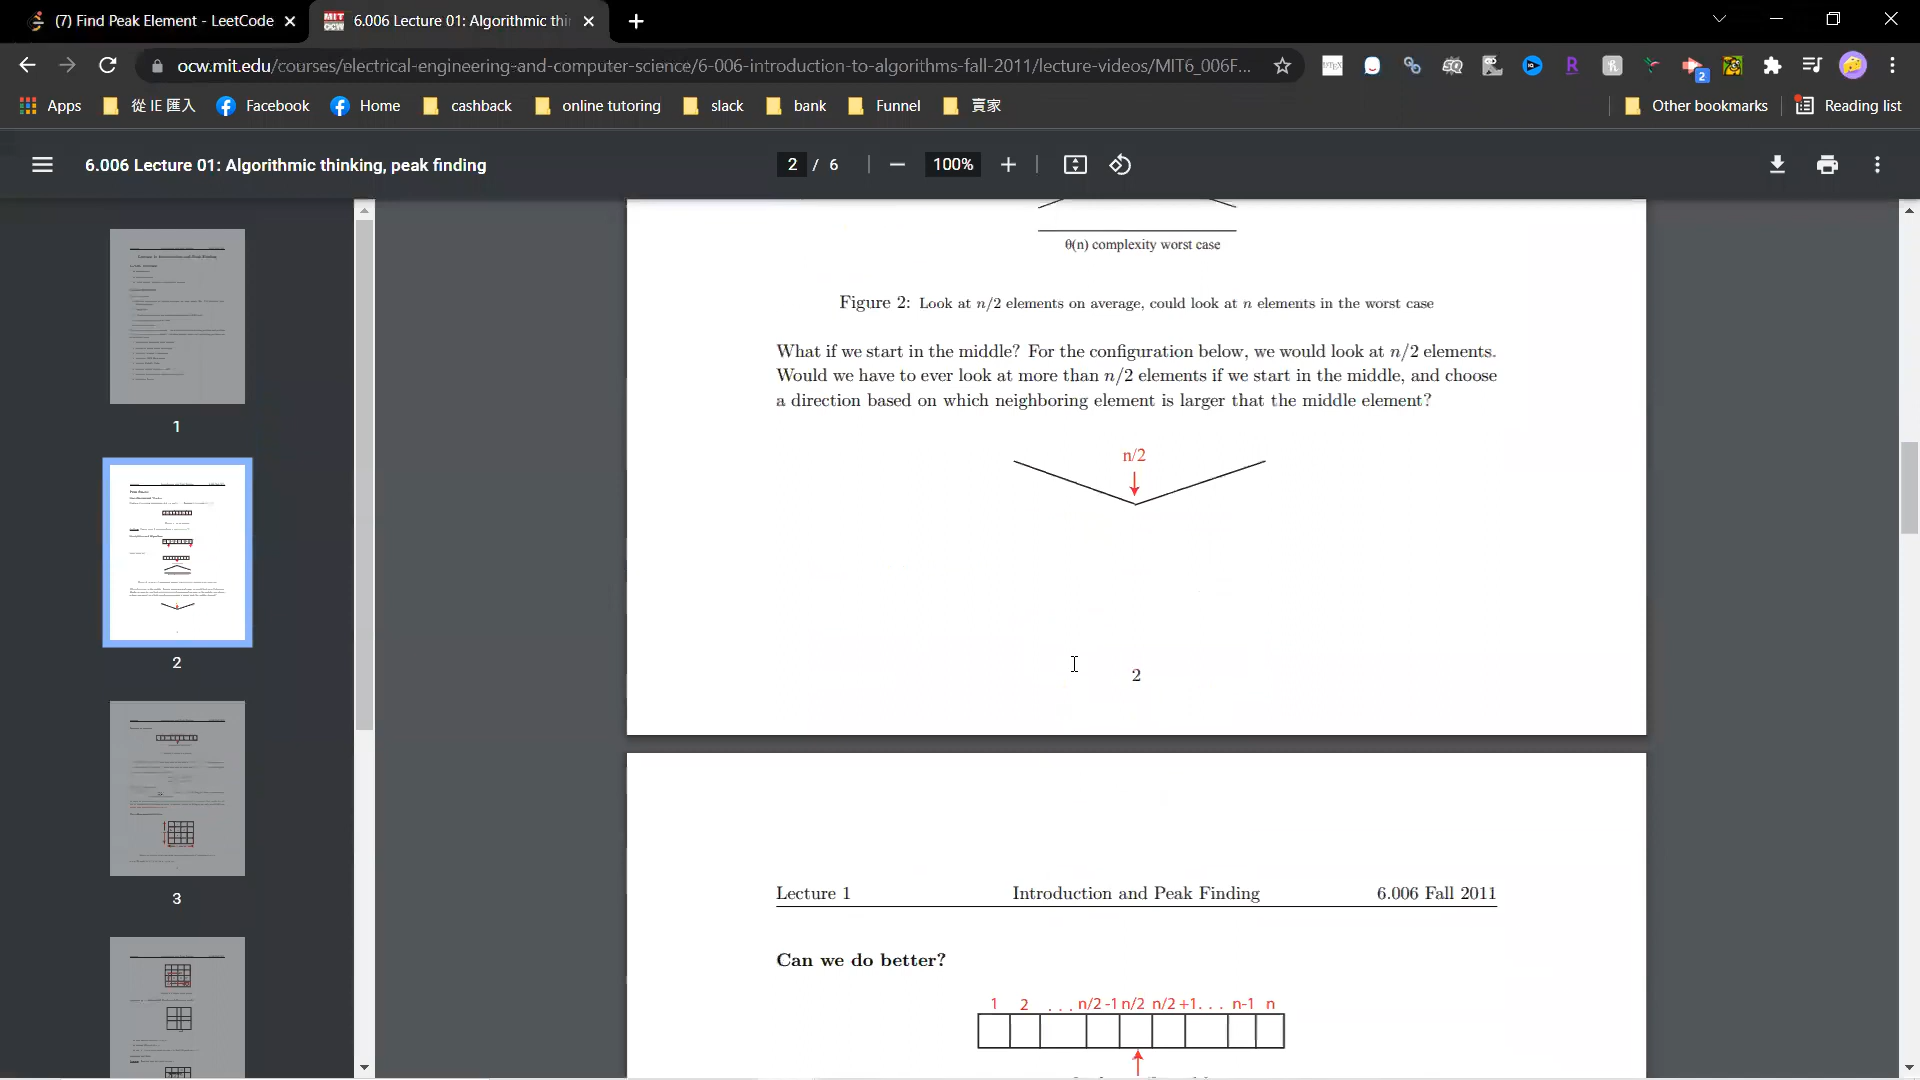 (7) Find Peak Element - LeetCode
6.006 Lecture 01: Algorithmic thi
ocw.mit.edu/courses/electrical-engineering-and-computer-science/6-006-introduction-to-algorithms-fall-2011/lecture-videos/MIT6_006F...
Apps 從 IE 匯入 Facebook Home cashback online tutoring slack bank Funnel 賣家 Other bookmarks Reading list
6.006 Lecture 01: Algorithmic thinking, peak finding 2 / 6 100%
1
2
3
θ(n) complexity worst case
Figure 2: Look at n/2 elements on average, could look at n elements in the worst case
What if we start in the middle? For the configuration below, we would look at n/2 elements.
Would we have to ever look at more than n/2 elements if we start in the middle, and choose
a direction based on which neighboring element is larger that the middle element?
n/2
2
Lecture 1 Introduction and Peak Finding 6.006 Fall 2011
Can we do better?
1 2 . . . n/2 -1 n/2 n/2 +1. . . n-1 n